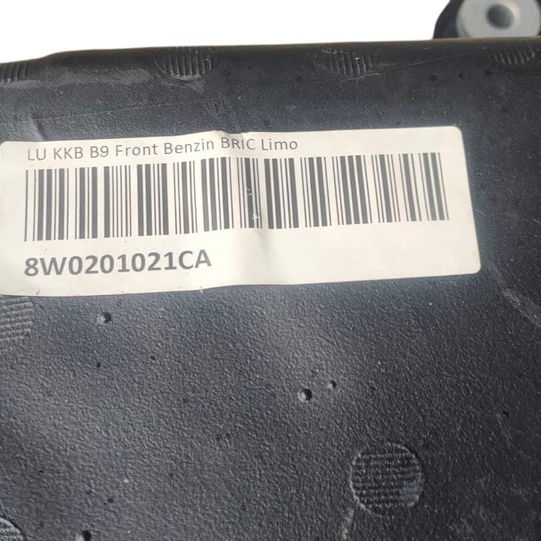 LU KKB B9 Front Benzin BRIC Limo
8W0201021CA